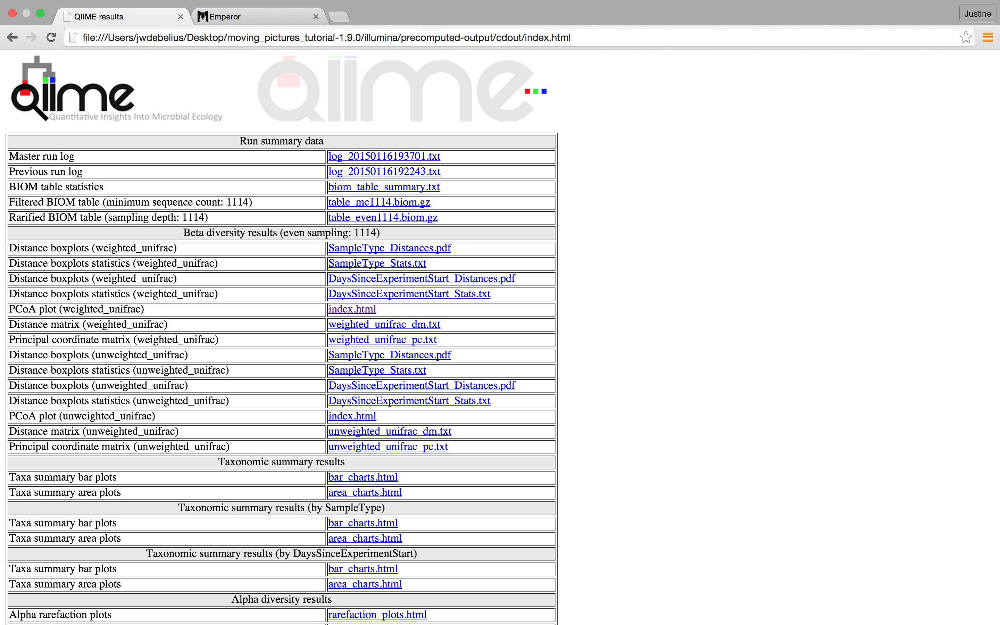 QIIME results
Emperor
Justine
file:///Users/jwdebelius/Desktop/moving_pictures_tutorial-1.9.0/illumina/precomputed-output/cdout/index.html
Qiime
Quantitative Insights Into Microbial Ecology
Qiime
Run summary data
Master run log log_20150116193701.txt
Previous run log log_20150116192243.txt
BIOM table statistics biom_table_summary.txt
Filtered BIOM table (minimum sequence count: 1114) table_mc1114.biom.gz
Rarified BIOM table (sampling depth: 1114) table_even1114.biom.gz
Beta diversity results (even sampling: 1114)
Distance boxplots (weighted_unifrac) SampleType_Distances.pdf
Distance boxplots statistics (weighted_unifrac) SampleType_Stats.txt
Distance boxplots (weighted_unifrac) DaysSinceExperimentStart_Distances.pdf
Distance boxplots statistics (weighted_unifrac) DaysSinceExperimentStart_Stats.txt
PCoA plot (weighted_unifrac) index.html
Distance matrix (weighted_unifrac) weighted_unifrac_dm.txt
Principal coordinate matrix (weighted_unifrac) weighted_unifrac_pc.txt
Distance boxplots (unweighted_unifrac) SampleType_Distances.pdf
Distance boxplots statistics (unweighted_unifrac) SampleType_Stats.txt
Distance boxplots (unweighted_unifrac) DaysSinceExperimentStart_Distances.pdf
Distance boxplots statistics (unweighted_unifrac) DaysSinceExperimentStart_Stats.txt
PCoA plot (unweighted_unifrac) index.html
Distance matrix (unweighted_unifrac) unweighted_unifrac_dm.txt
Principal coordinate matrix (unweighted_unifrac) unweighted_unifrac_pc.txt
Taxonomic summary results
Taxa summary bar plots bar_charts.html
Taxa summary area plots area_charts.html
Taxonomic summary results (by SampleType)
Taxa summary bar plots bar_charts.html
Taxa summary area plots area_charts.html
Taxonomic summary results (by DaysSinceExperimentStart)
Taxa summary bar plots bar_charts.html
Taxa summary area plots area_charts.html
Alpha diversity results
Alpha rarefaction plots rarefaction_plots.html